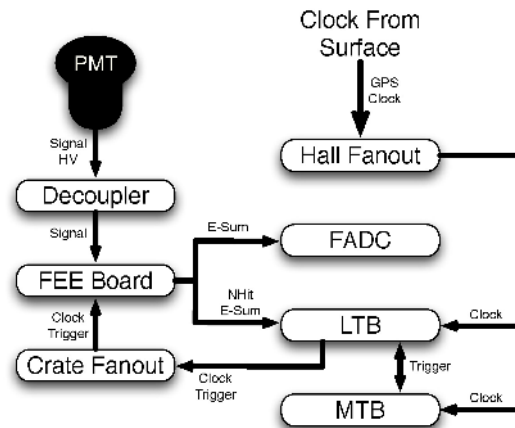 PMT
Clock From
Surface
GPS
Clock
Signal
HV
Hall Fanout
Decoupler
Signal
E-Sum
FADC
FEE Board
NHit
E-Sum
Clock
Trigger
LTB
Clock
Crate Fanout
Clock
Trigger
Trigger
MTB
Clock